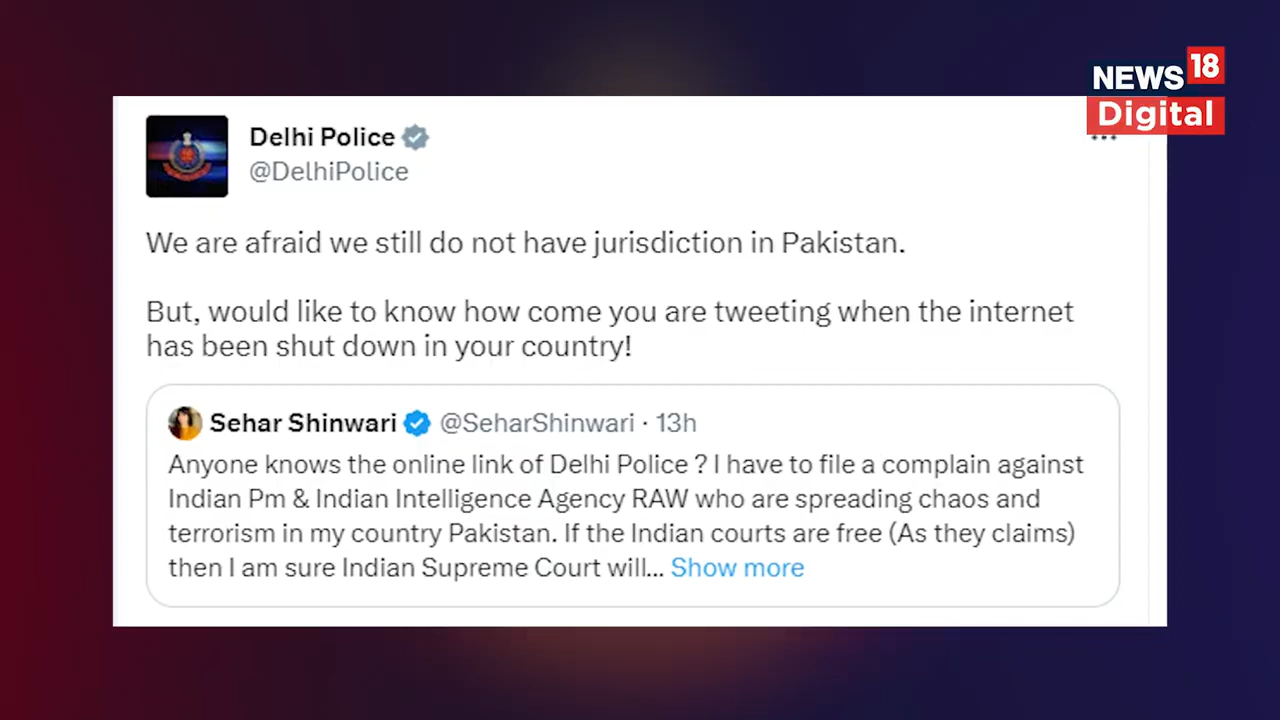 NEWS 18
Digital
Delhi Police
@DelhiPolice
We are afraid we still do not have jurisdiction in Pakistan.
But, would like to know how come you are tweeting when the internet
has been shut down in your country!
Sehar Shinwari @SeharShinwari · 13h
Anyone knows the online link of Delhi Police ? I have to file a complain against
Indian Pm & Indian Intelligence Agency RAW who are spreading chaos and
terrorism in my country Pakistan. If the Indian courts are free (As they claims)
then I am sure Indian Supreme Court will... Show more